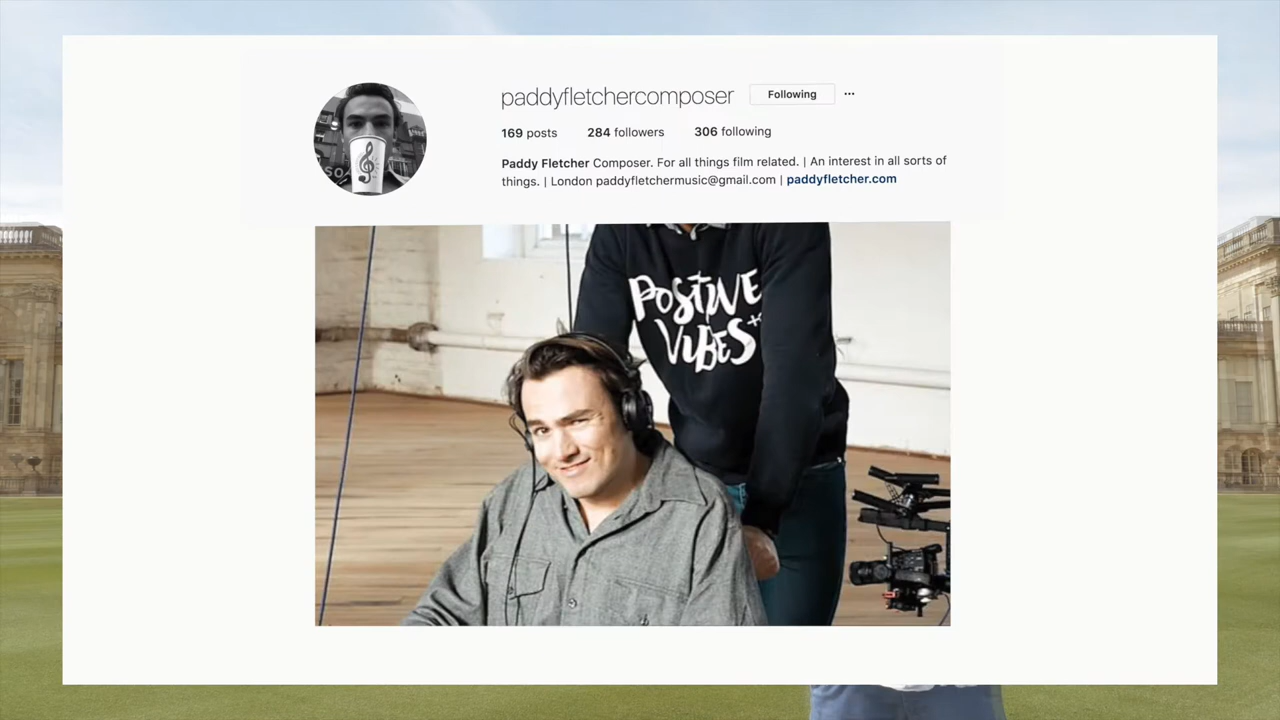 paddyfletchercomposer Following ...
169 posts 284 followers 306 following
Paddy Fletcher Composer. For all things film related. | An interest in all sorts of
things. | London paddyfletchermusic@gmail.com | paddyfletcher.com
SO
POSITIVE
VIBES